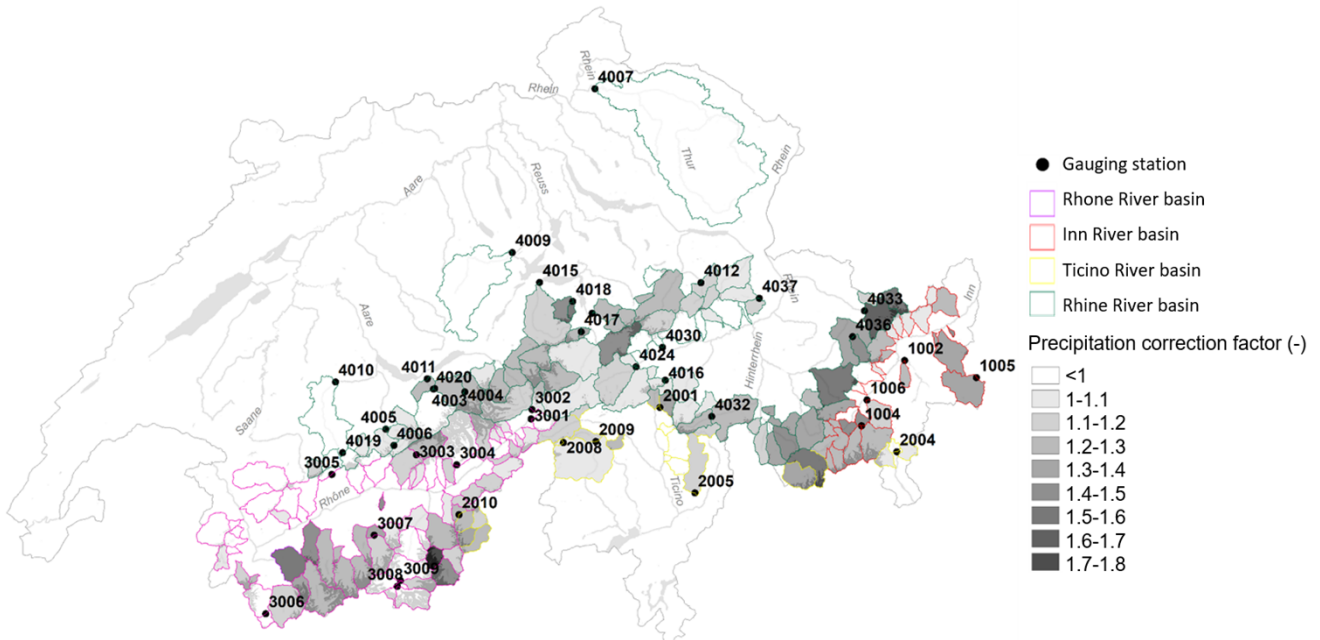 4007
Rhein
Rhein
Thur
Rhein
Aare
Reuss
4009
4015
4012
4018
4037
Rhein
Inn
4017
4033
Aare
4036
4030
Hinterrhein
4024
1002
4010
4011
4020
4016
1005
4003
4004
3002
2001
1006
Saane
4005
3001
4032
1004
4019
4006
2009
2008
2004
3005
3003
3004
Rhône
2005
Ticino
2010
3007
3008
3009
3006
Gauging station
Rhone River basin
Inn River basin
Ticino River basin
Rhine River basin
Precipitation correction factor (-)
<1
1-1.1
1.1-1.2
1.2-1.3
1.3-1.4
1.4-1.5
1.5-1.6
1.6-1.7
1.7-1.8